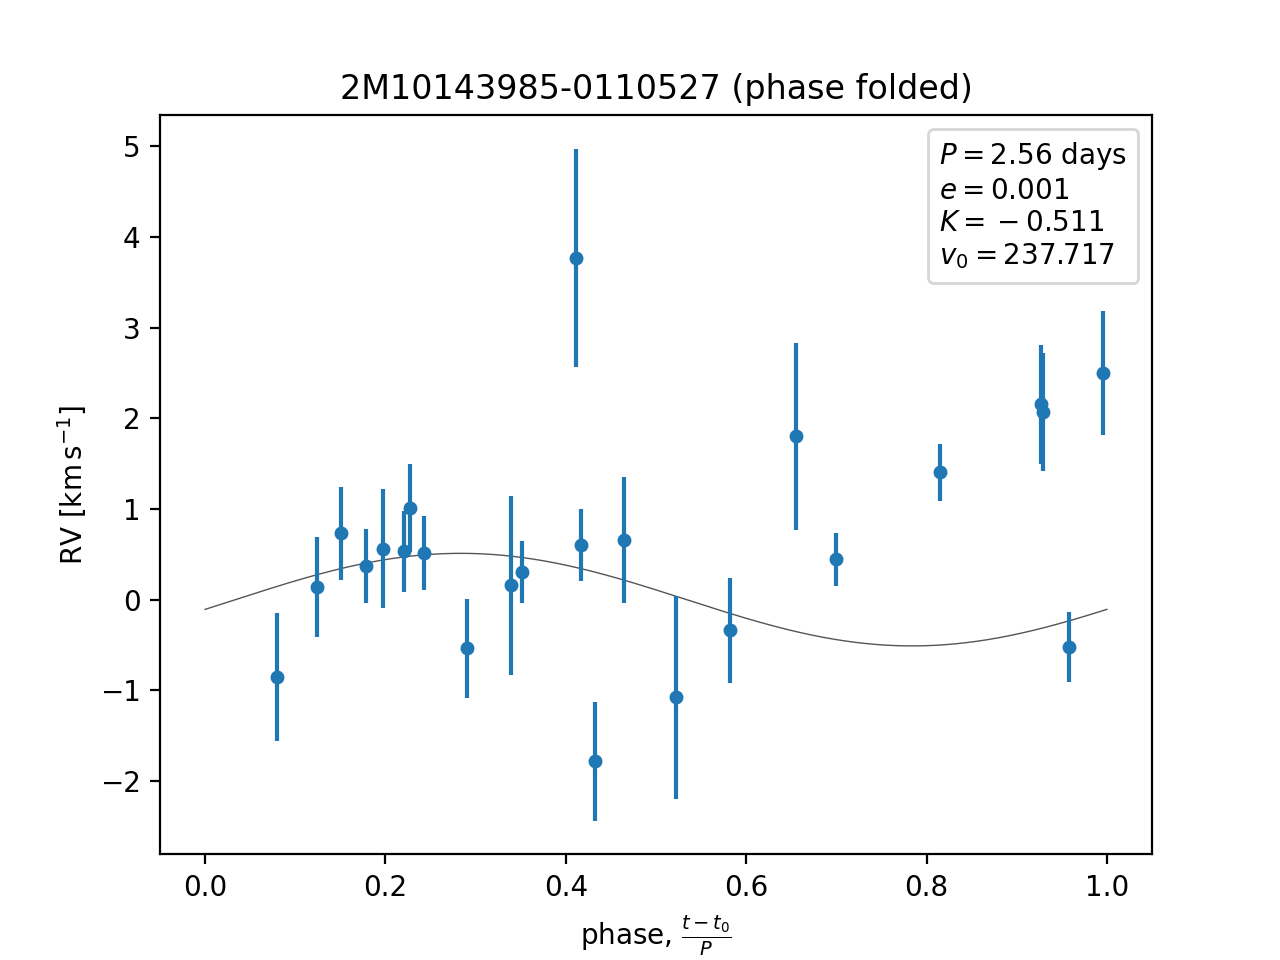 2M10143985-0110527 (phase folded)
P = 2.56 days
e = 0.001
K = −0.511
v₀ = 237.717
5
4
3
2
1
0
−1
−2
RV [km s⁻¹]
0.0 0.2 0.4 0.6 0.8 1.0
phase, (t − t₀)/P